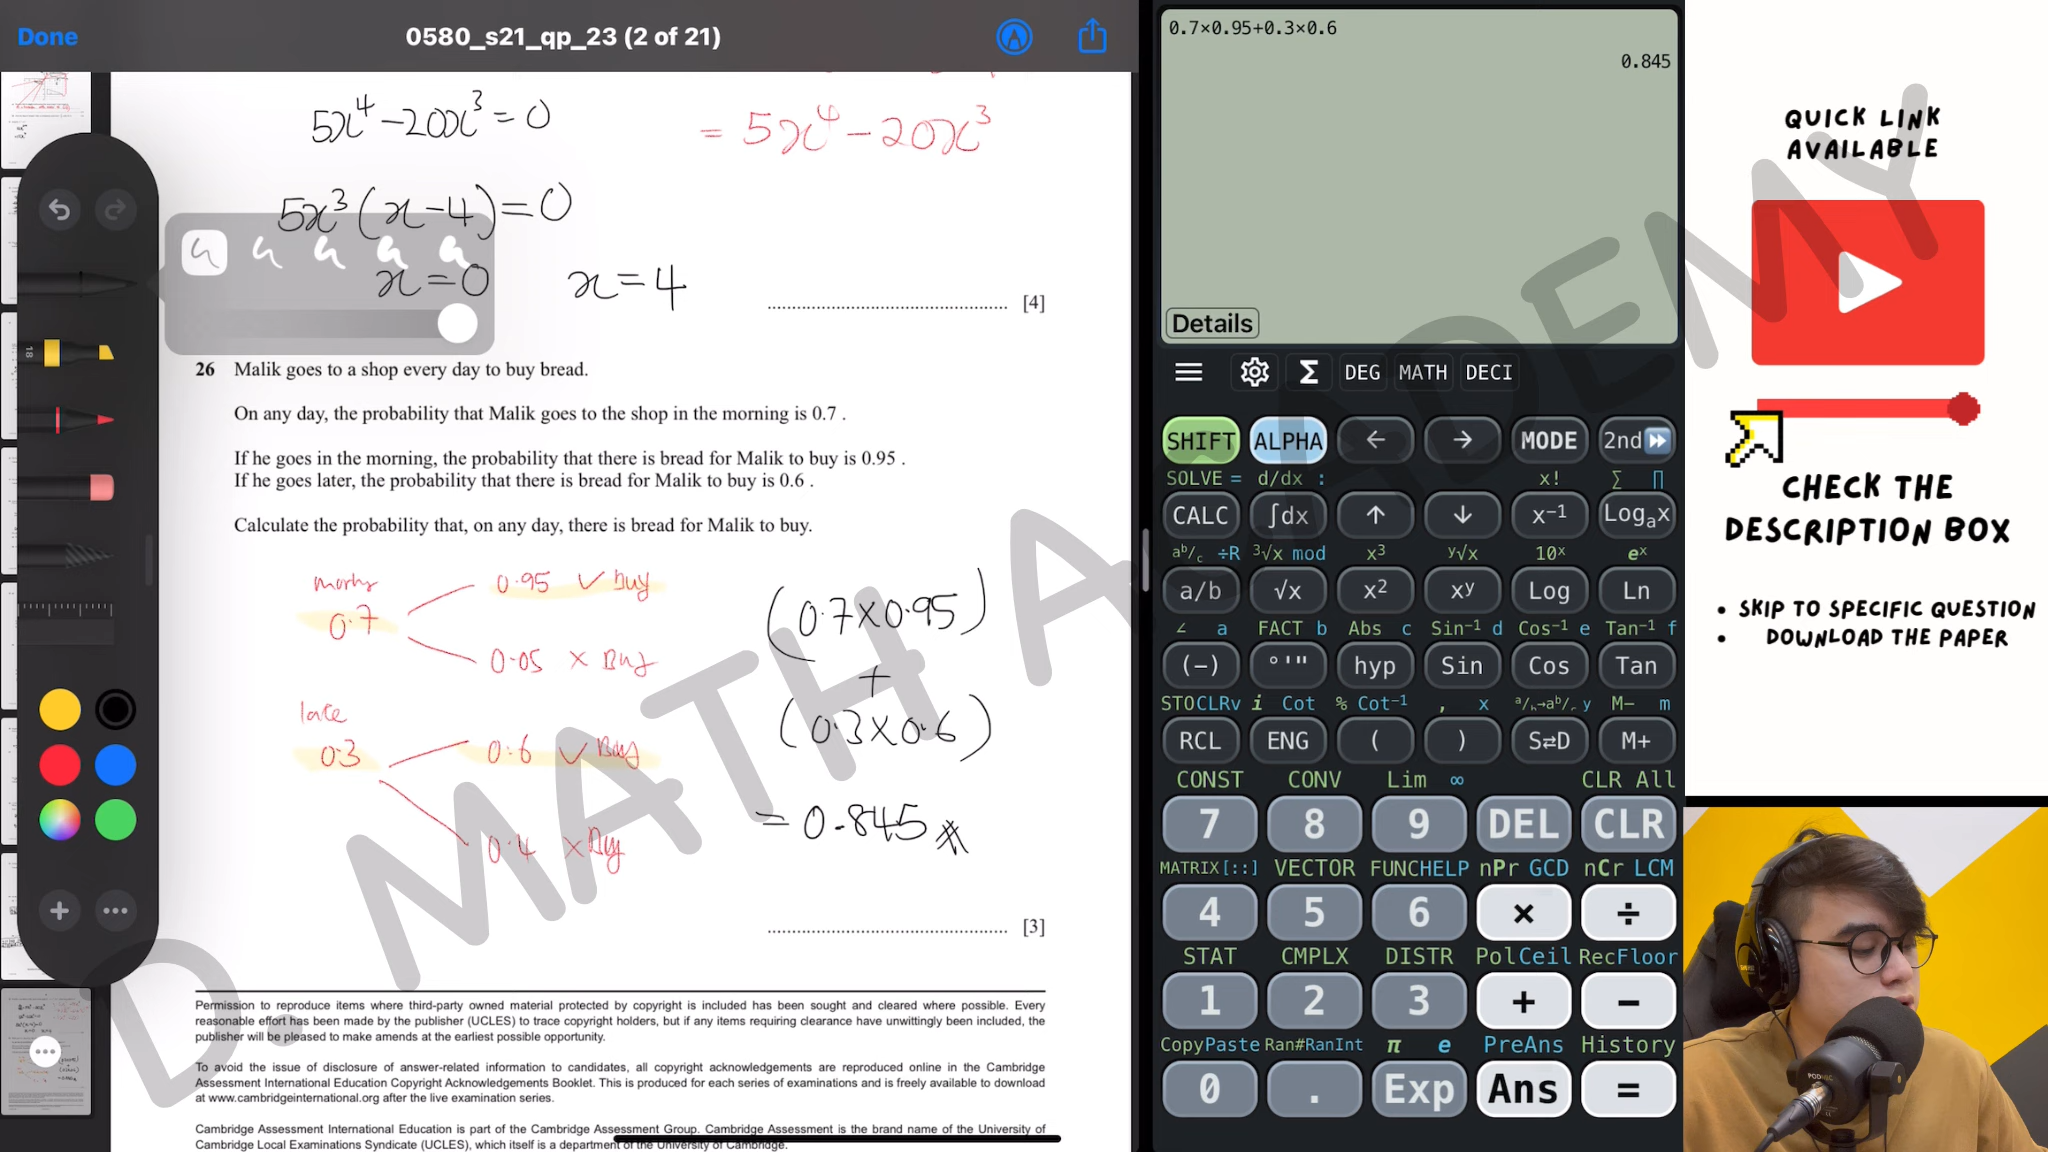 Done
0580_s21_qp_23 (2 of 21)
5x⁴ − 20x³ = 0
= 5x⁴ − 20x³
5x³ (x − 4) = 0
x = 0 x = 4
[4]
26 Malik goes to a shop every day to buy bread.
On any day, the probability that Malik goes to the shop in the morning is 0.7 .
If he goes in the morning, the probability that there is bread for Malik to buy is 0.95 .
If he goes later, the probability that there is bread for Malik to buy is 0.6 .
Calculate the probability that, on any day, there is bread for Malik to buy.
0.7
0.95 ✓ buy
0.05 × Buy
late
0.3
0.6 ✓ Buy
0.4 × Buy
(0.7×0.95)
+
(0.3×0.6)
= 0.845
[3]
Permission to reproduce items where third-party owned material protected by copyright is included has been sought and cleared where possible. Every
reasonable effort has been made by the publisher (UCLES) to trace copyright holders, but if any items requiring clearance have unwittingly been included, the
publisher will be pleased to make amends at the earliest possible opportunity.
To avoid the issue of disclosure of answer-related information to candidates, all copyright acknowledgements are reproduced online in the Cambridge
Assessment International Education Copyright Acknowledgements Booklet. This is produced for each series of examinations and is freely available to download
at www.cambridgeinternational.org after the live examination series.
Cambridge Assessment International Education is part of the Cambridge Assessment Group. Cambridge Assessment is the brand name of the University of
Cambridge Local Examinations Syndicate (UCLES), which itself is a department of the University of Cambridge.
0.7×0.95+0.3×0.6
0.845
Details
DEG MATH DECI
SHIFT ALPHA ← → MODE 2nd
SOLVE = d/dx : x! ∑ ∏
CALC ∫dx ↑ ↓ x⁻¹ Logₐx
aᵇ/꜀ ÷R ³√x mod x³ ʸ√x 10ˣ eˣ
a/b √x x² xʸ Log Ln
∠ a FACT b Abs c Sin⁻¹ d Cos⁻¹ e Tan⁻¹ f
(−) °'" hyp Sin Cos Tan
STO CLRv i Cot % Cot⁻¹ , x y M− m
RCL ENG ( ) S⇄D M+
CONST CONV Lim ∞ CLR All
7 8 9 DEL CLR
MATRIX[::] VECTOR FUNC HELP nPr GCD nCr LCM
4 5 6 × ÷
STAT CMPLX DISTR Pol Ceil Rec Floor
1 2 3 + −
Copy Paste Ran# RanInt π e PreAns History
0 . Exp Ans =
QUICK LINK
AVAILABLE
CHECK THE
DESCRIPTION BOX
• SKIP TO SPECIFIC QUESTION
• DOWNLOAD THE PAPER
D. MATH ACADEMY